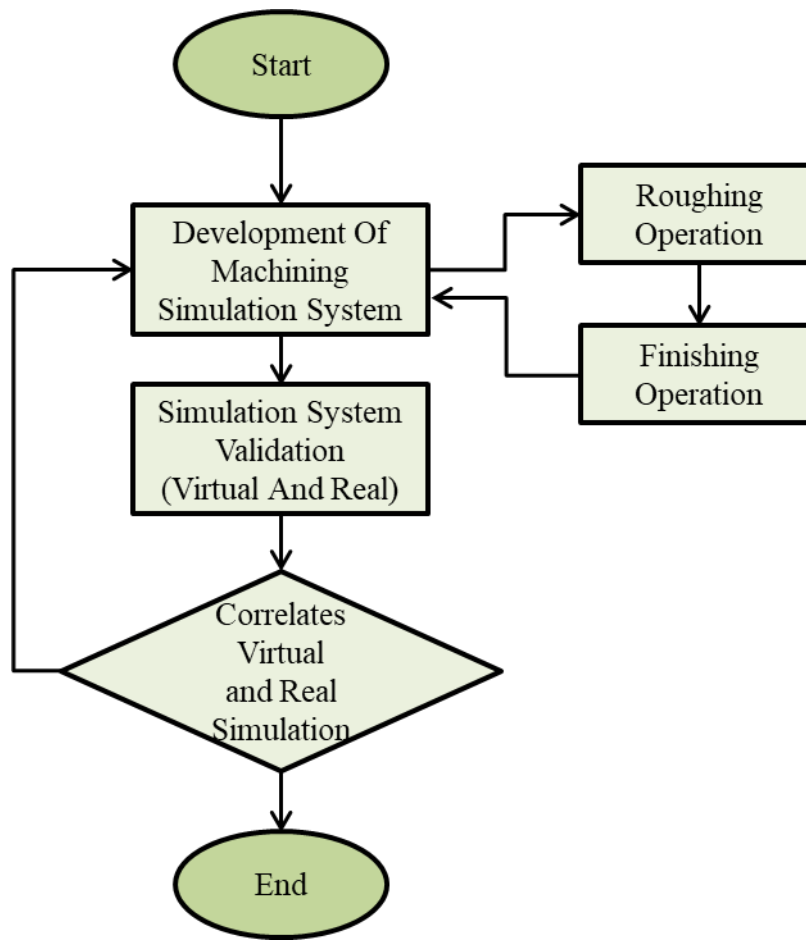 Start
Development Of
Machining
Simulation System
Roughing
Operation
Finishing
Operation
Simulation System
Validation
(Virtual And Real)
Correlates
Virtual
and Real
Simulation
End